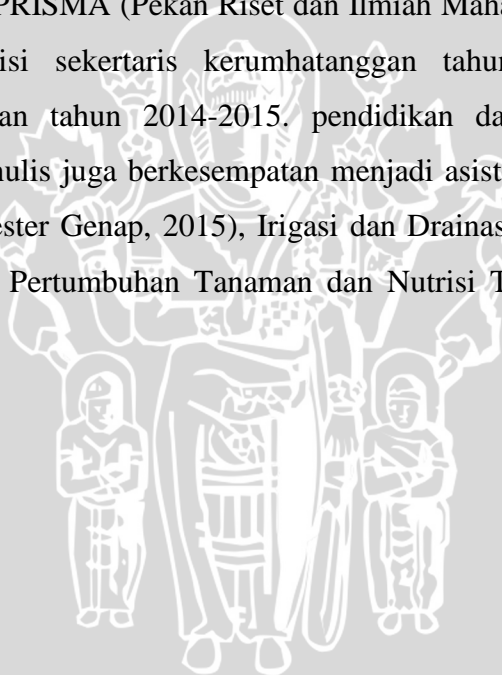 PRISMA (Pekan Riset dan Ilmiah Maha
isi sekertaris kerumhatanggan tahun
an tahun 2014-2015. pendidikan da
nulis juga berkesempatan menjadi asist
ester Genap, 2015), Irigasi dan Drainas
Pertumbuhan Tanaman dan Nutrisi T